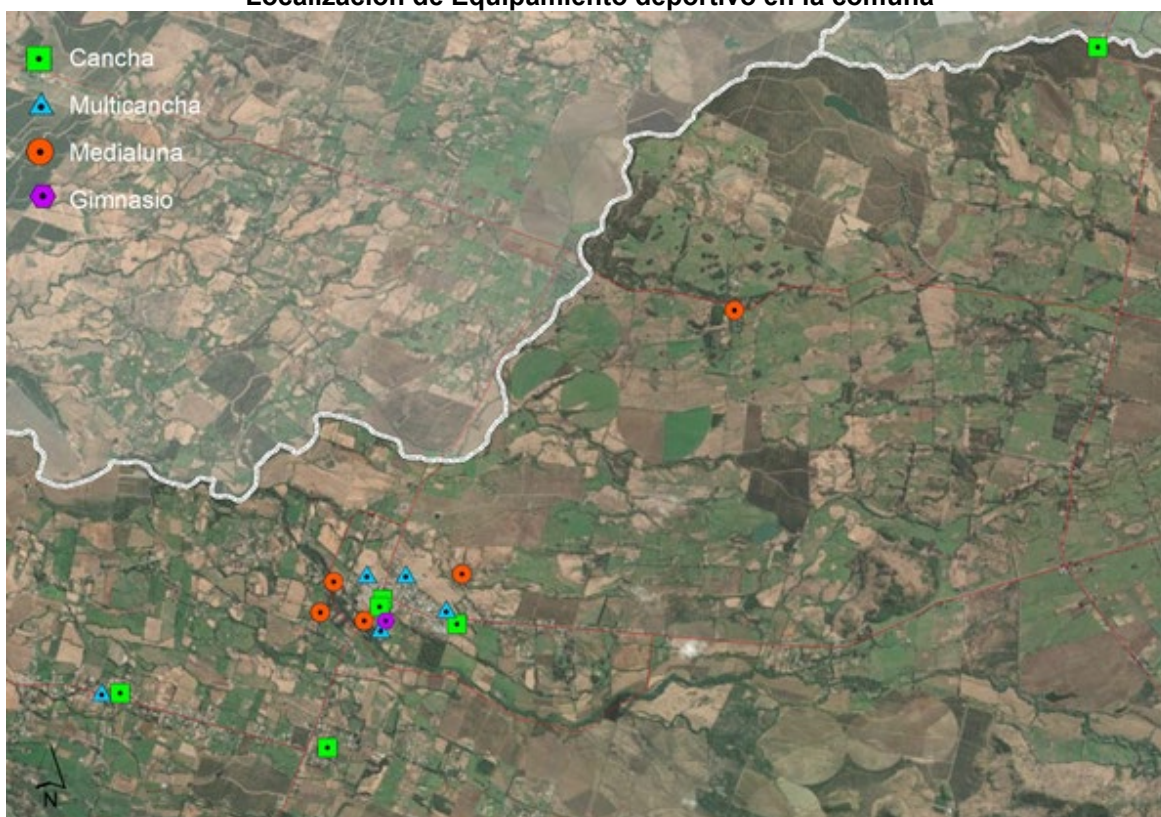 Localización de Equipamiento deportivo en la comuna
Cancha
Multicancha
Medialuna
Gimnasio
N